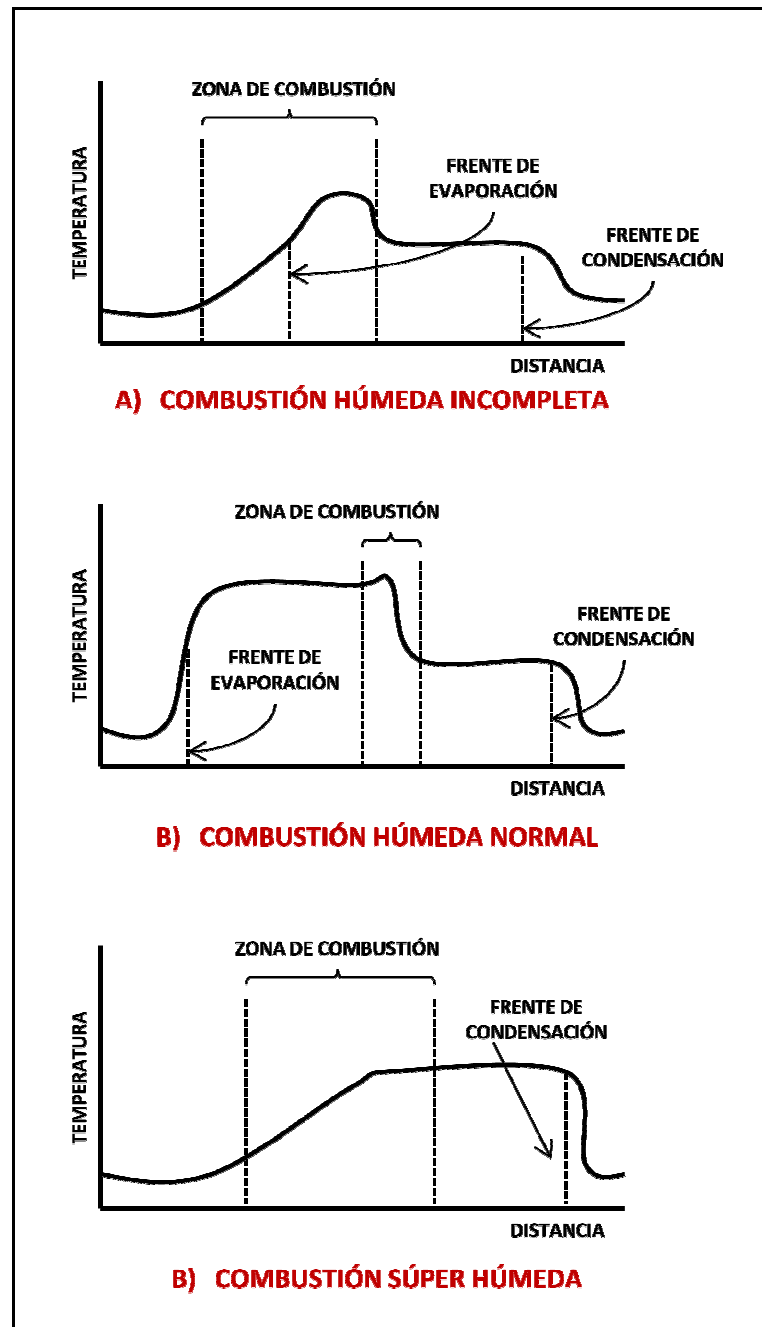 ZONA DE COMBUSTIÓN
FRENTE DE
EVAPORACIÓN
FRENTE DE
CONDENSACIÓN
TEMPERATURA
DISTANCIA
A) COMBUSTIÓN HÚMEDA INCOMPLETA
ZONA DE COMBUSTIÓN
FRENTE DE
CONDENSACIÓN
FRENTE DE
EVAPORACIÓN
TEMPERATURA
DISTANCIA
B) COMBUSTIÓN HÚMEDA NORMAL
ZONA DE COMBUSTIÓN
FRENTE DE
CONDENSACIÓN
TEMPERATURA
DISTANCIA
B) COMBUSTIÓN SÚPER HÚMEDA